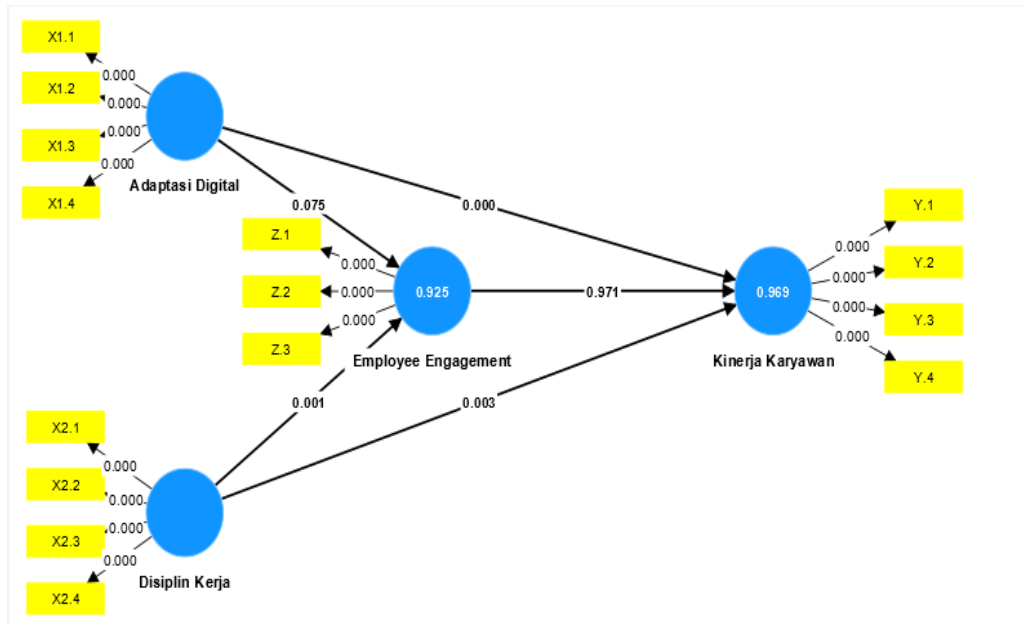 X1.1
0.000
X1.2
0.000
0.000
X1.3
0.000
X1.4
Adaptasi Digital
0.075
0.000
Z.1
0.000
Z.2
0.000
0.000
Z.3
0.925
Employee Engagement
0.971
0.969
Kinerja Karyawan
Y.1
0.000
Y.2
0.000
0.000
Y.3
0.000
Y.4
0.001
0.003
X2.1
0.000
X2.2
0.000
0.000
X2.3
0.000
X2.4
Disiplin Kerja